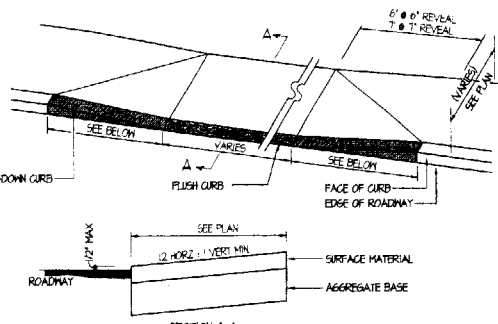 6' @ 6" REVEAL
7' @ 7" REVEAL
A
(VARIES)
SEE PLAN
SEE BELOW
VARIES
SEE BELOW
DOWN CURB
A
FLUSH CURB
FACE OF CURB
EDGE OF ROADWAY
SEE PLAN
1/2" MAX
12 HORZ : 1 VERT MIN.
SURFACE MATERIAL
ROADWAY
AGGREGATE BASE